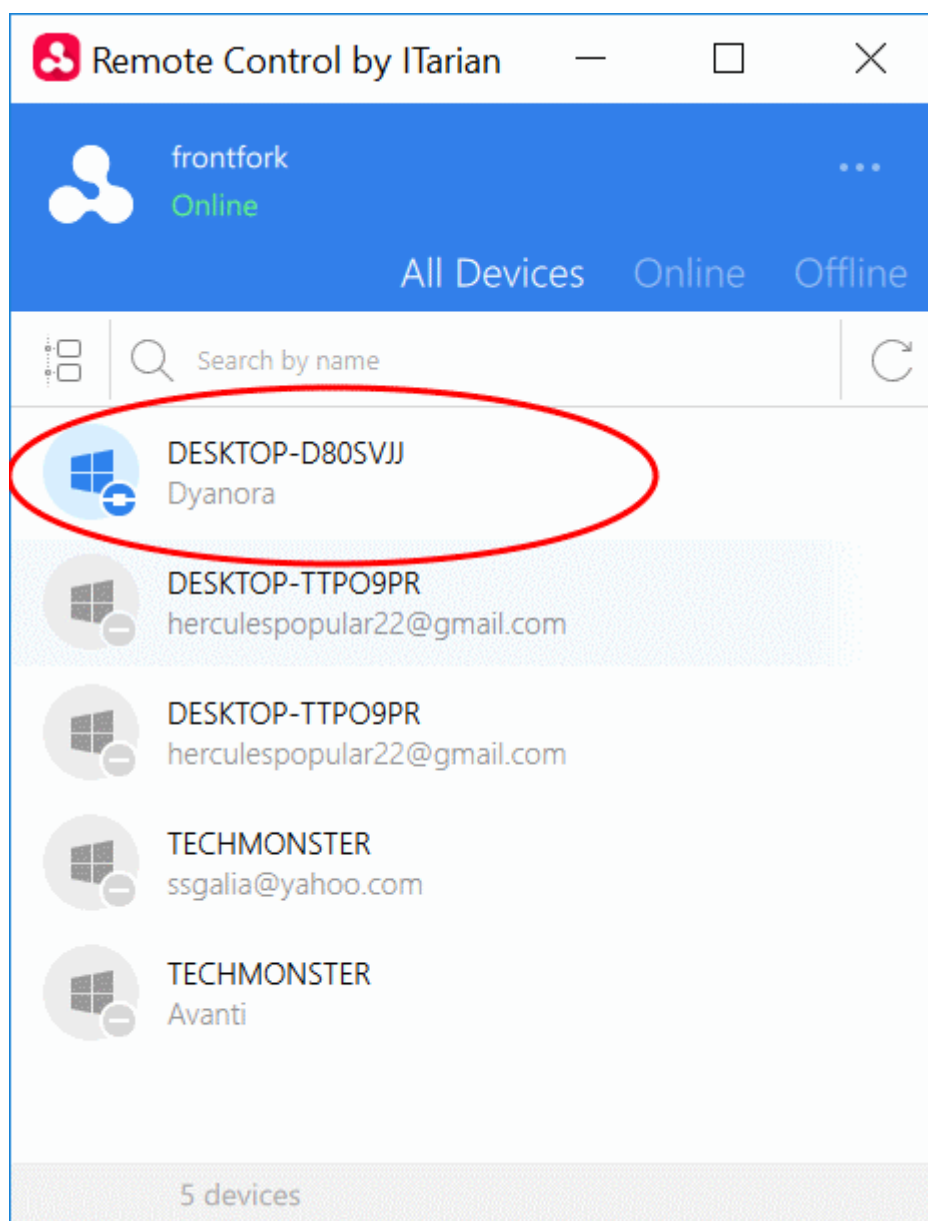 Remote Control by ITarian
frontfork
Online
All Devices Online Offline
Search by name
DESKTOP-D80SVJJ
Dyanora
DESKTOP-TTPO9PR
herculespopular22@gmail.com
DESKTOP-TTPO9PR
herculespopular22@gmail.com
TECHMONSTER
ssgalia@yahoo.com
TECHMONSTER
Avanti
5 devices